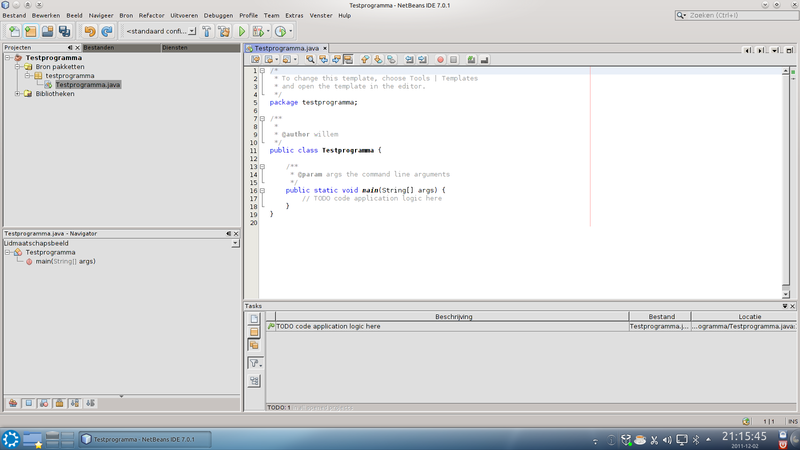 Testprogramma - NetBeans IDE 7.0.1
Bestand Bewerken Beeld Navigeer Bron Refactor Uitvoeren Debuggen Profile Team Extras Venster Hulp
Zoeken (Ctrl+I)
<standaard confi...
Projecten
Bestanden
Diensten
Testprogramma
Bron pakketten
testprogramma
Testprogramma.java
Bibliotheken
Testprogramma.java - Navigator
Lidmaatschapsbeeld
Testprogramma
main(String[] args)
Testprogramma.java
1 /*
2 * To change this template, choose Tools | Templates
3 * and open the template in the editor.
4 */
5 package testprogramma;
6
7 /**
8 *
9 * @author willem
10 */
11 public class Testprogramma {
12
13 /**
14 * @param args the command line arguments
15 */
16 public static void main(String[] args) {
17 // TODO code application logic here
18 }
19 }
20
Tasks
Beschrijving Bestand Locatie
TODO code application logic here Testprogramma.j... ...ogramma/Testprogramma.java:
TODO: 1
1|1 INS
Testprogramma - NetBeans IDE 7.0.1
21:15:45
2011-12-02